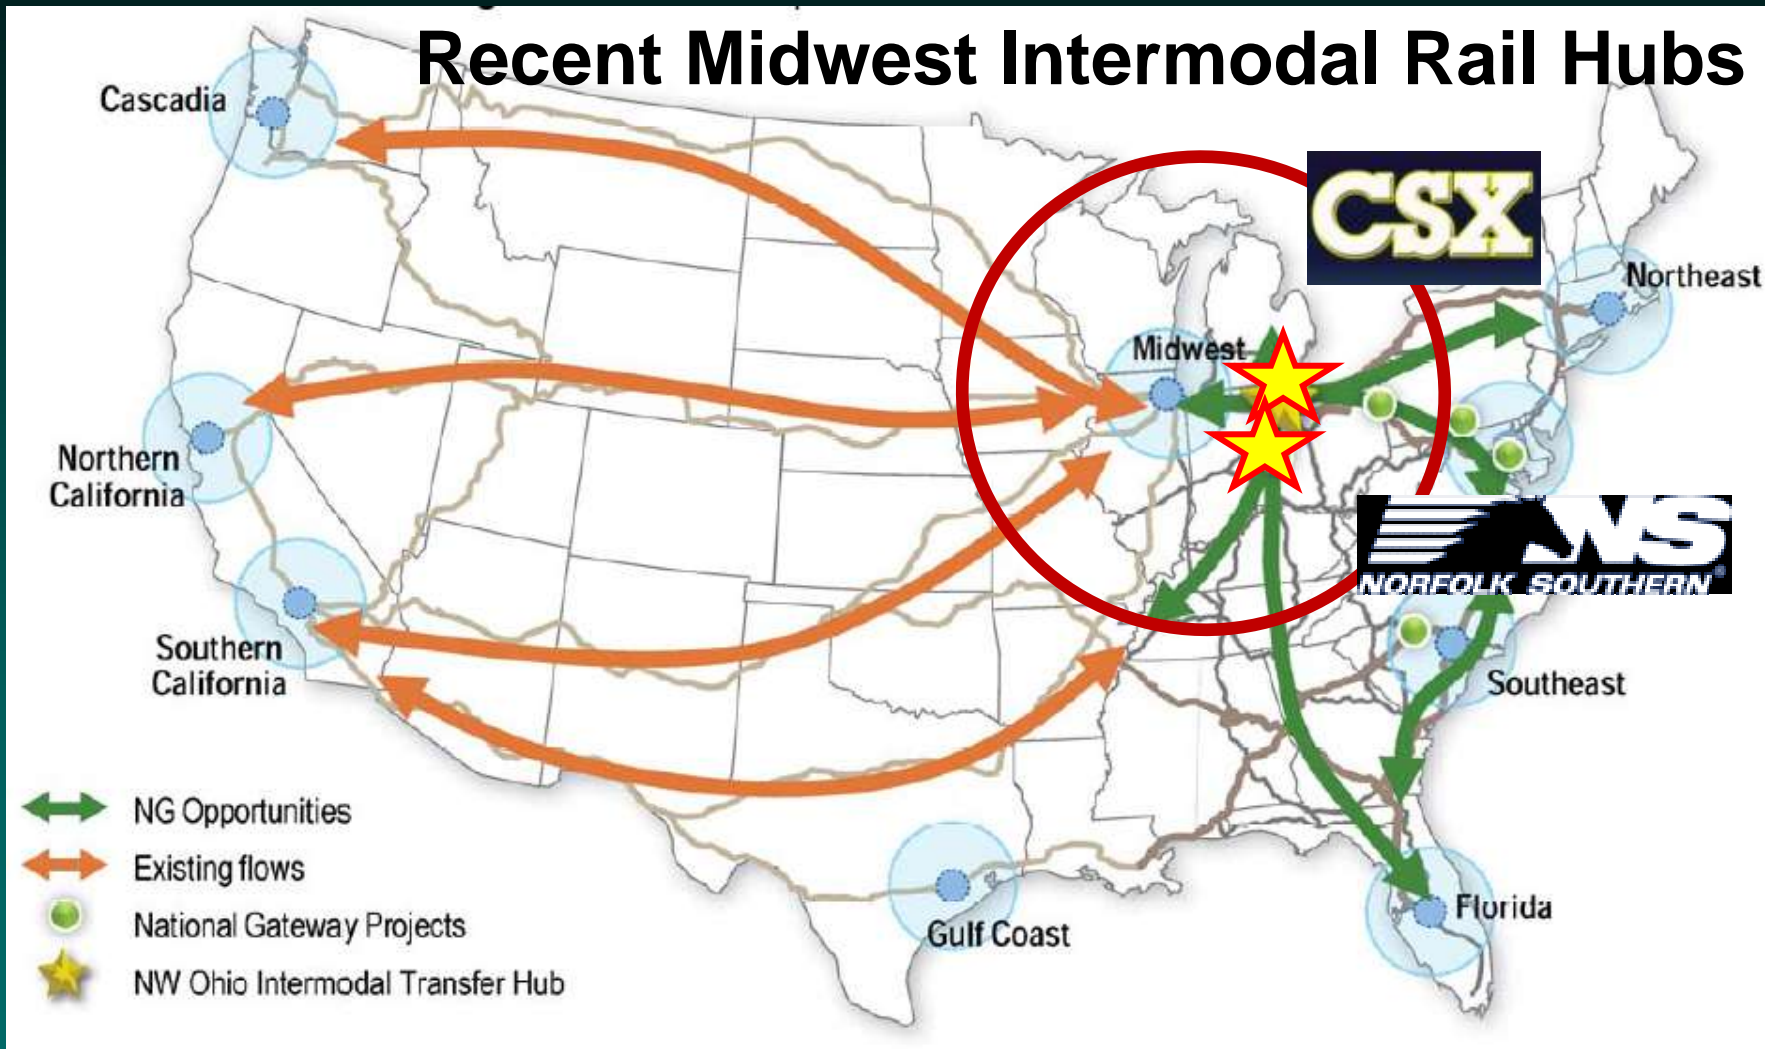 Recent Midwest Intermodal Rail Hubs
Cascadia
CSX
Northeast
Midwest
Northern
California
NS
NORFOLK SOUTHERN®
Southern
California
Southeast
NG Opportunities
Existing flows
National Gateway Projects
NW Ohio Intermodal Transfer Hub
Gulf Coast
Florida